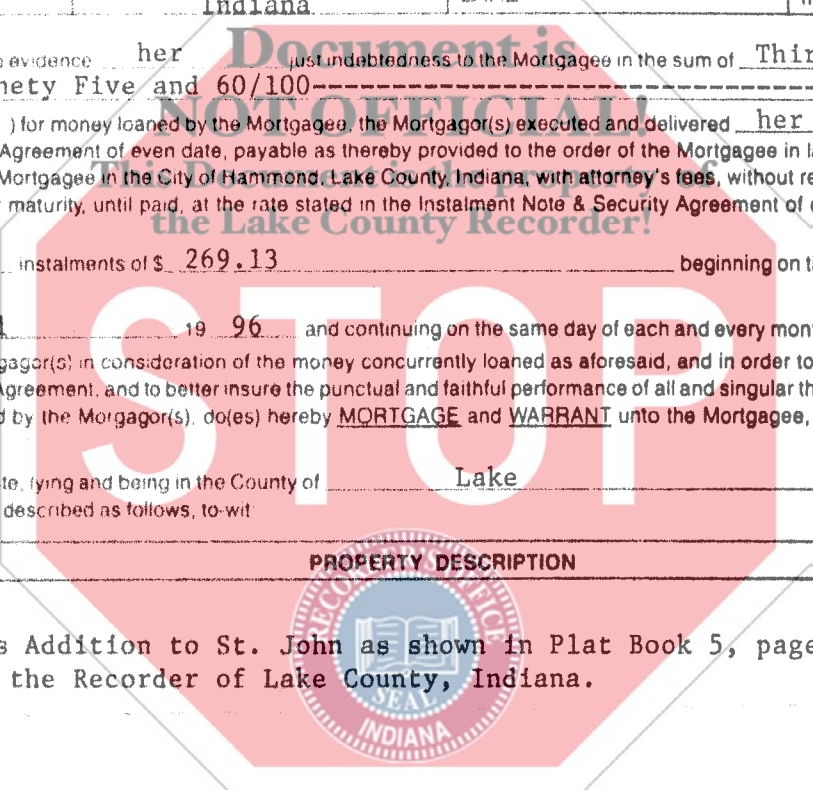 Indiana
Document is
evidence her just indebtedness to the Mortgagee in the sum of Thir
nety Five and 60/100------------------------------------
NOT OFFICIAL!
) for money loaned by the Mortgagee, the Mortgagor(s) executed and delivered her
Agreement of even date, payable as thereby provided to the order of the Mortgagee in l
This Document is the property of
Mortgagee in the City of Hammond, Lake County, Indiana, with attorney's fees, without re
maturity, until paid, at the rate stated in the Instalment Note & Security Agreement of
the Lake County Recorder!
instalments of $ 269.13 beginning on t
19 96 and continuing on the same day of each and every mon
STOP
gagor(s) in consideration of the money concurrently loaned as aforesaid, and in order to
Agreement, and to better insure the punctual and faithful performance of all and singular th
d by the Morgagor(s), do(es) hereby MORTGAGE and WARRANT unto the Mortgagee,
te, lying and being in the County of Lake
described as follows, to-wit
PROPERTY DESCRIPTION
RECORDER'S OFFICE
s Addition to St. John as shown in Plat Book 5, page
the Recorder of Lake County, Indiana.
SEAL
INDIANA